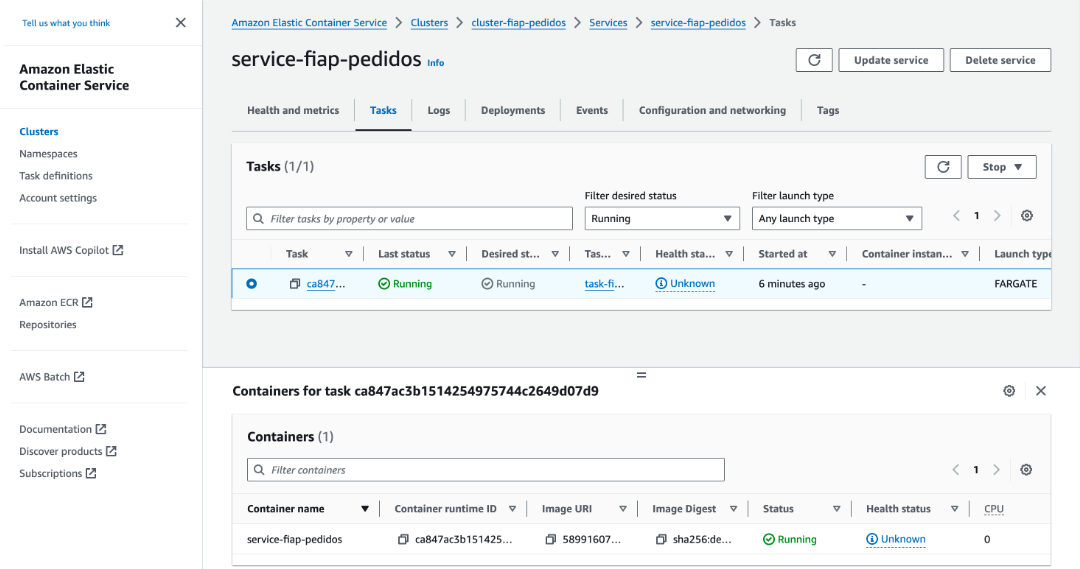 Tell us what you think
Amazon Elastic Container Service > Clusters > cluster-fiap-pedidos > Services > service-fiap-pedidos > Tasks
Amazon Elastic
Container Service
Clusters
Namespaces
Task definitions
Account settings
Install AWS Copilot
Amazon ECR
Repositories
AWS Batch
Documentation
Discover products
Subscriptions
service-fiap-pedidos Info
Update service
Delete service
Health and metrics Tasks Logs Deployments Events Configuration and networking Tags
Tasks (1/1)
Stop
Filter desired status Filter launch type
Filter tasks by property or value Running Any launch type 1
Task Last status Desired st... Tas... Health sta... Started at Container instan... Launch type
ca847... Running Running task-fi... Unknown 6 minutes ago - FARGATE
Containers for task ca847ac3b1514254975744c2649d07d9
Containers (1)
Filter containers 1
Container name Container runtime ID Image URI Image Digest Status Health status CPU
service-fiap-pedidos ca847ac3b151425... 58991607... sha256:de... Running Unknown 0